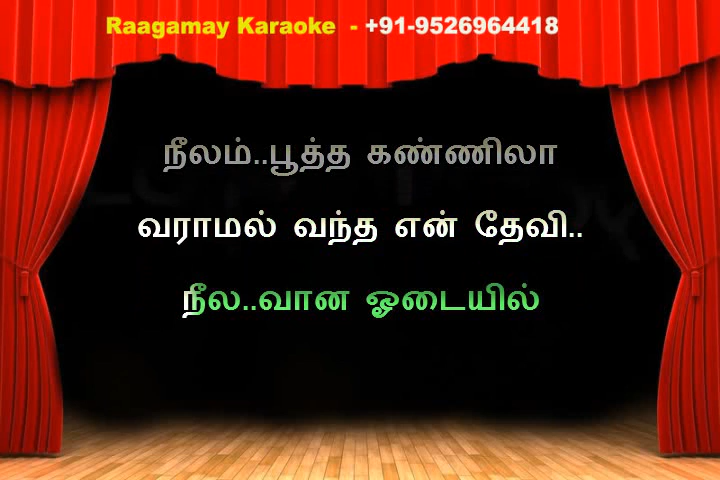 Raagamay Karaoke - +91-9526964418
நீலம்..பூத்த கண்ணிலா
வராமல் வந்த என் தேவி..
நீல..வான ஓடையில்